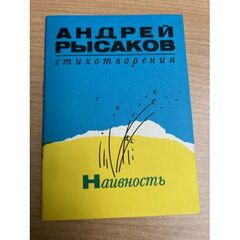 АНДРЕЙ
РЫСАКОВ
стихотворения
Наивность